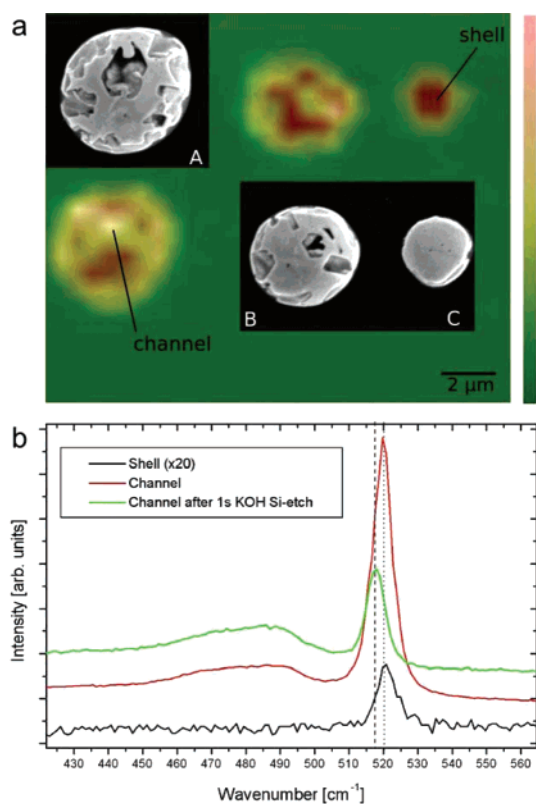 a
shell
A
B
C
channel
2 μm
b
Shell (x20)
Channel
Channel after 1s KOH Si-etch
Intensity [arb. units]
430 440 450 460 470 480 490 500 510 520 530 540 550 560
Wavenumber [cm⁻¹]